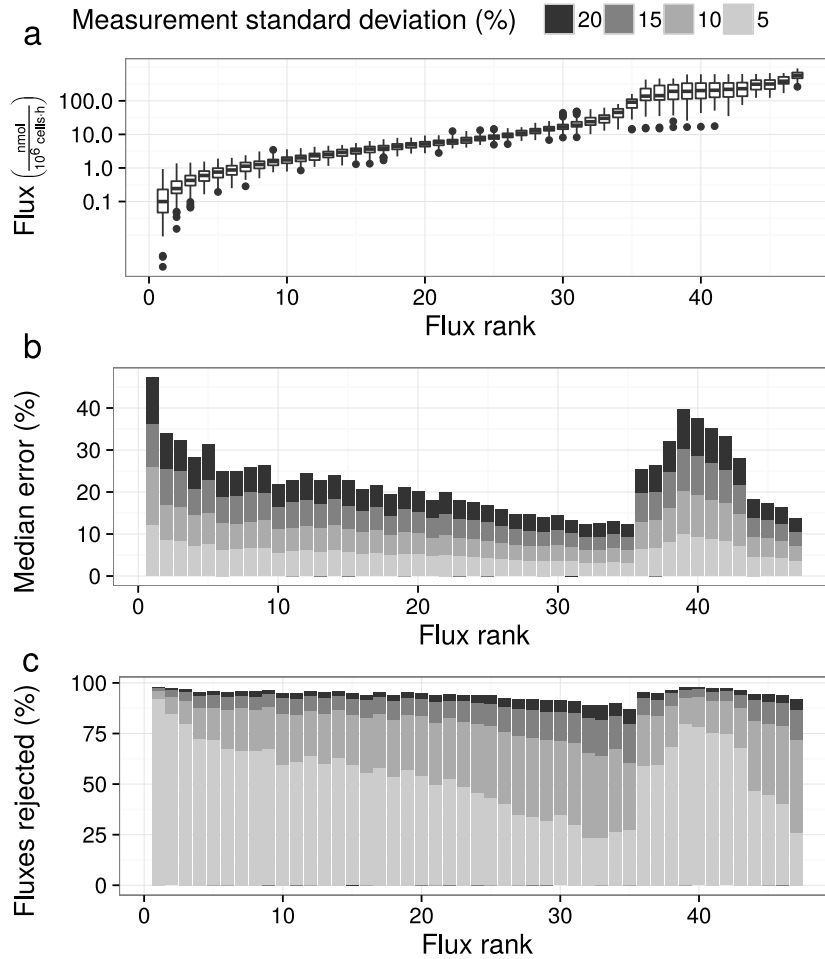 Measurement standard deviation (%) 20 15 10 5
a
Flux (nmol / 10^6 cells·h)
100.0
10.0
1.0
0.1
0 10 20 30 40
Flux rank
b
Median error (%)
40
30
20
10
0
0 10 20 30 40
Flux rank
c
Fluxes rejected (%)
100
75
50
25
0
0 10 20 30 40
Flux rank